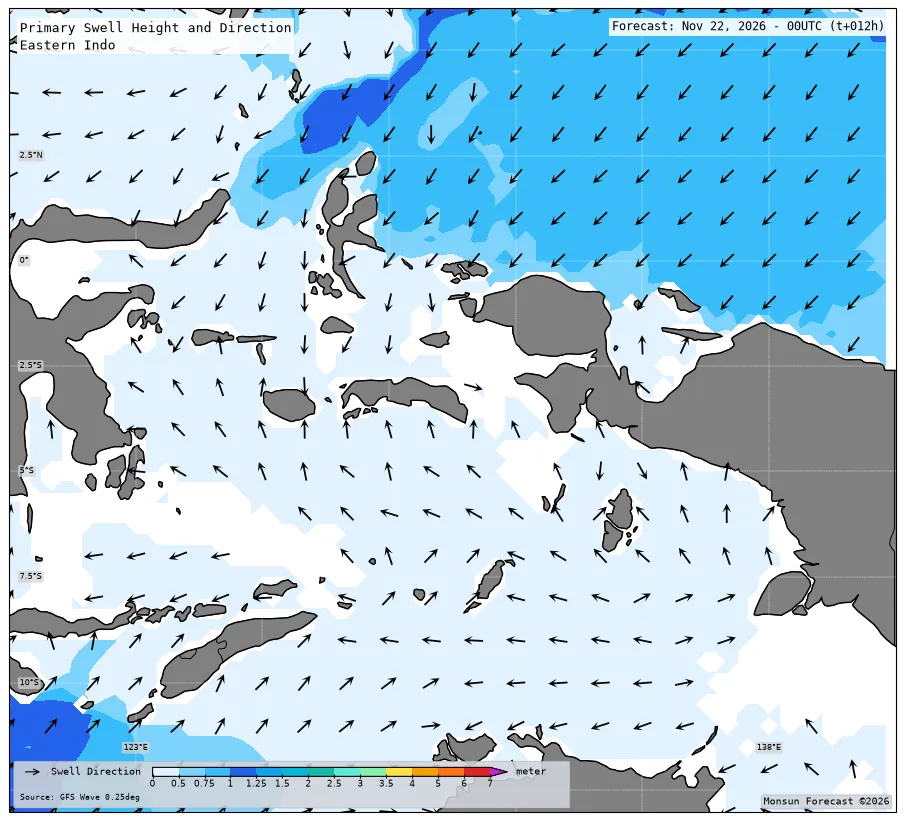 Primary Swell Height and Direction
Eastern Indo
Forecast: Nov 22, 2026 - 00UTC (t+012h)
2.5°N
0°
2.5°S
5°S
7.5°S
10°S
123°E
138°E
Swell Direction
meter
0 0.5 0.75 1 1.25 1.5 2 2.5 3 3.5 4 5 6 7
Source: GFS Wave 0.25deg
Monsun Forecast ©2026